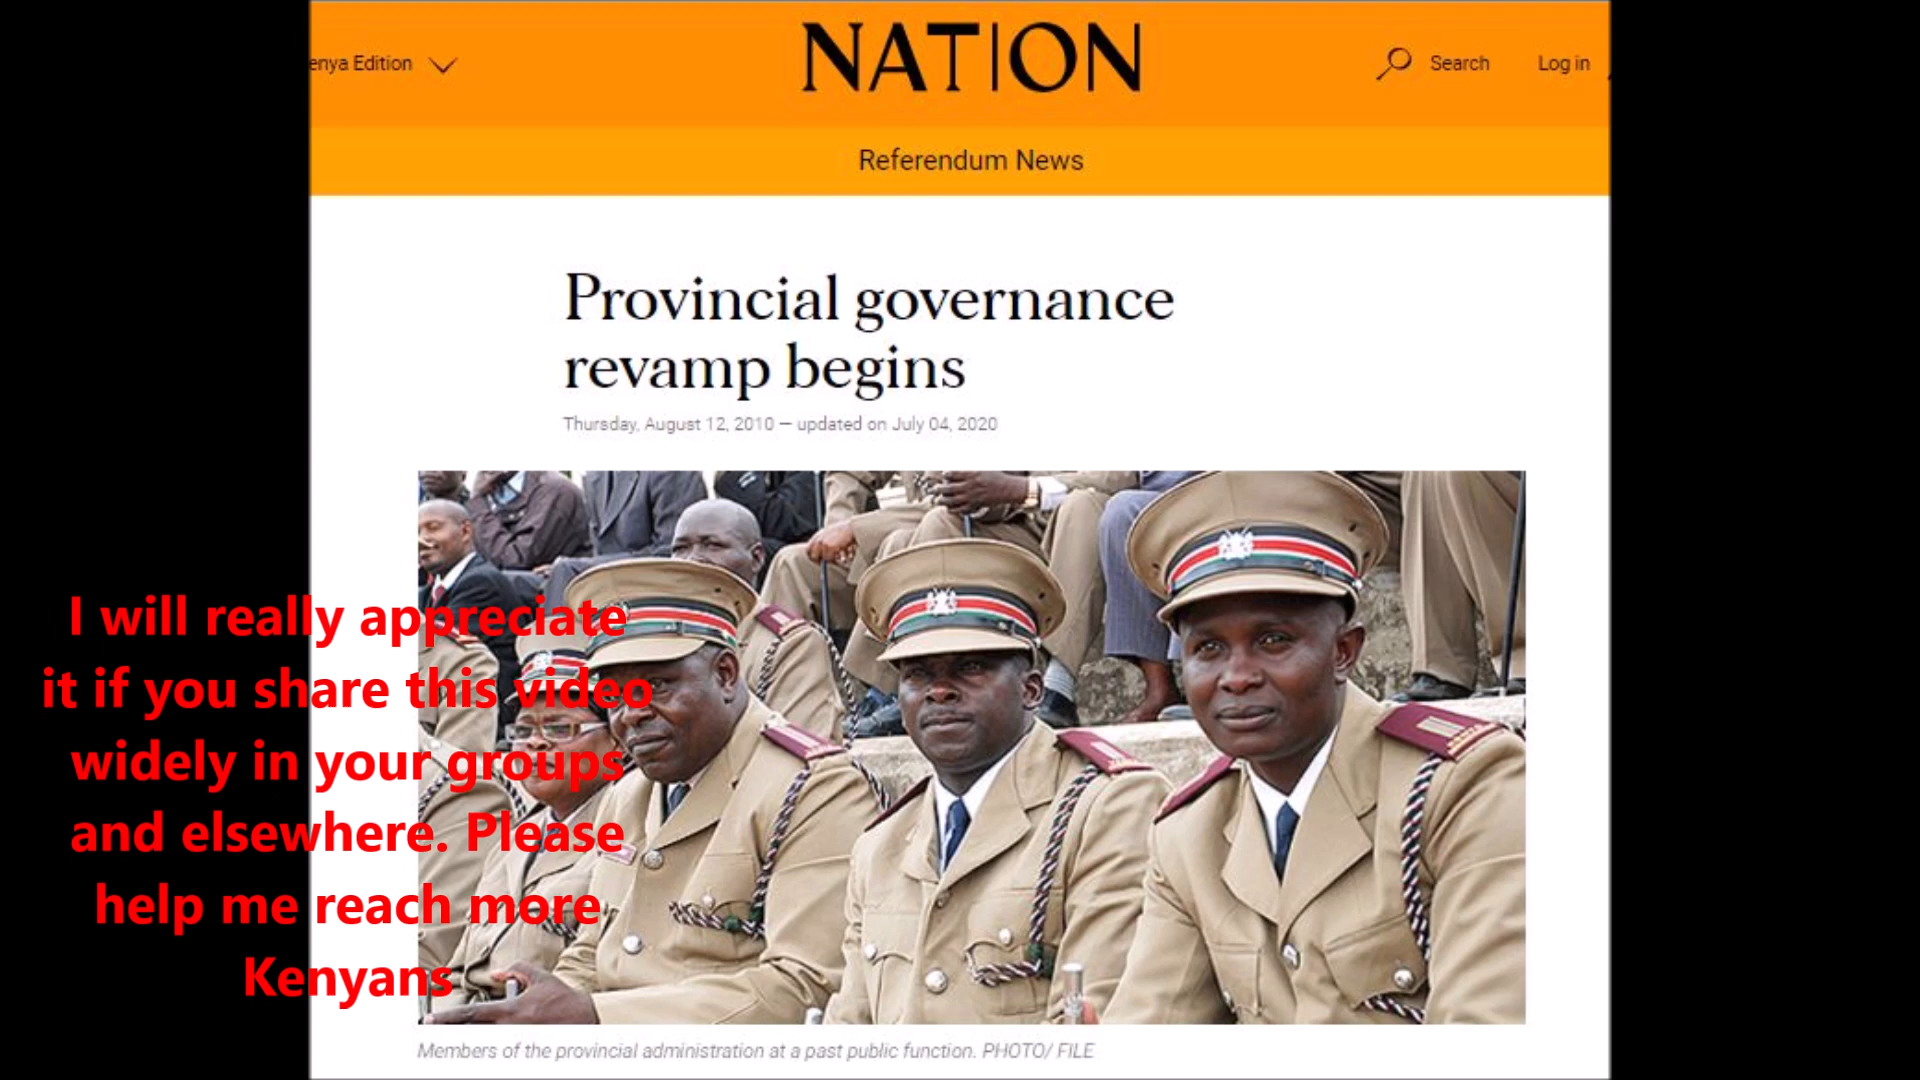 enya Edition
NATION
Search
Log in
Referendum News
Provincial governance
revamp begins
Thursday, August 12, 2010 — updated on July 04, 2020
I will really appreciate
it if you share this video
widely in your groups
and elsewhere. Please
help me reach more
Kenyans
Members of the provincial administration at a past public function. PHOTO/ FILE